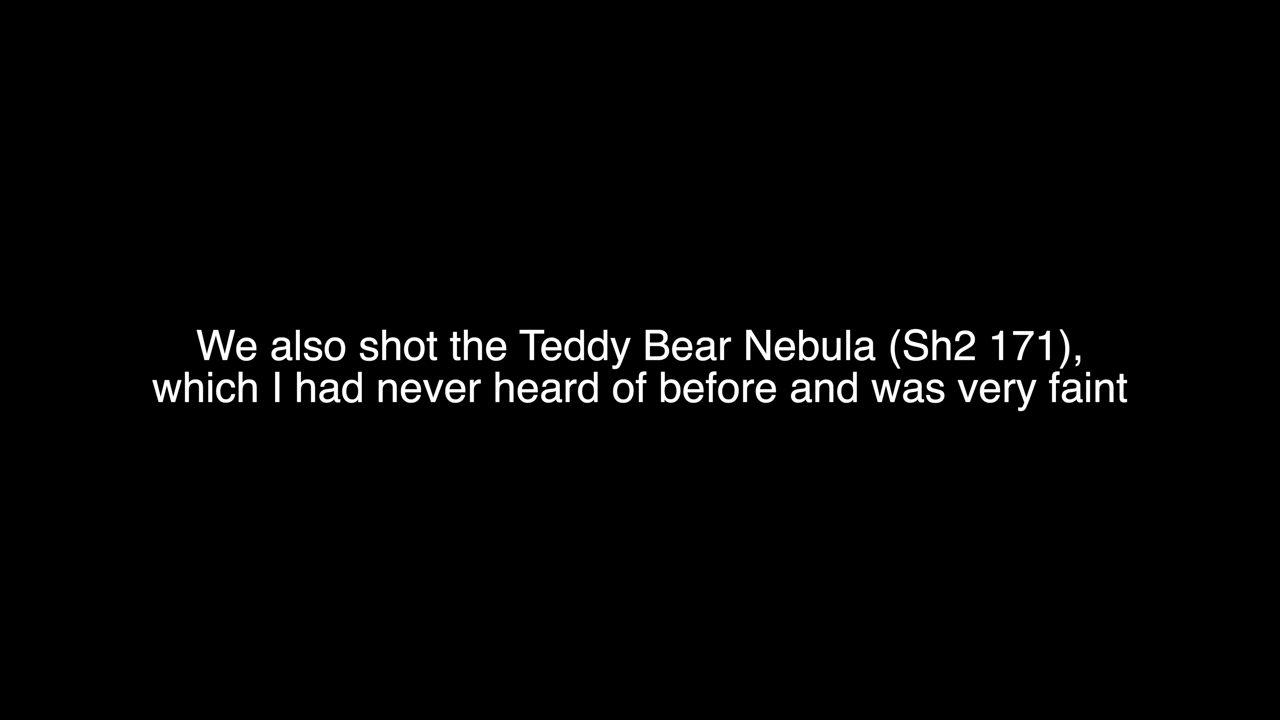 We also shot the Teddy Bear Nebula (Sh2 171),
which I had never heard of before and was very faint